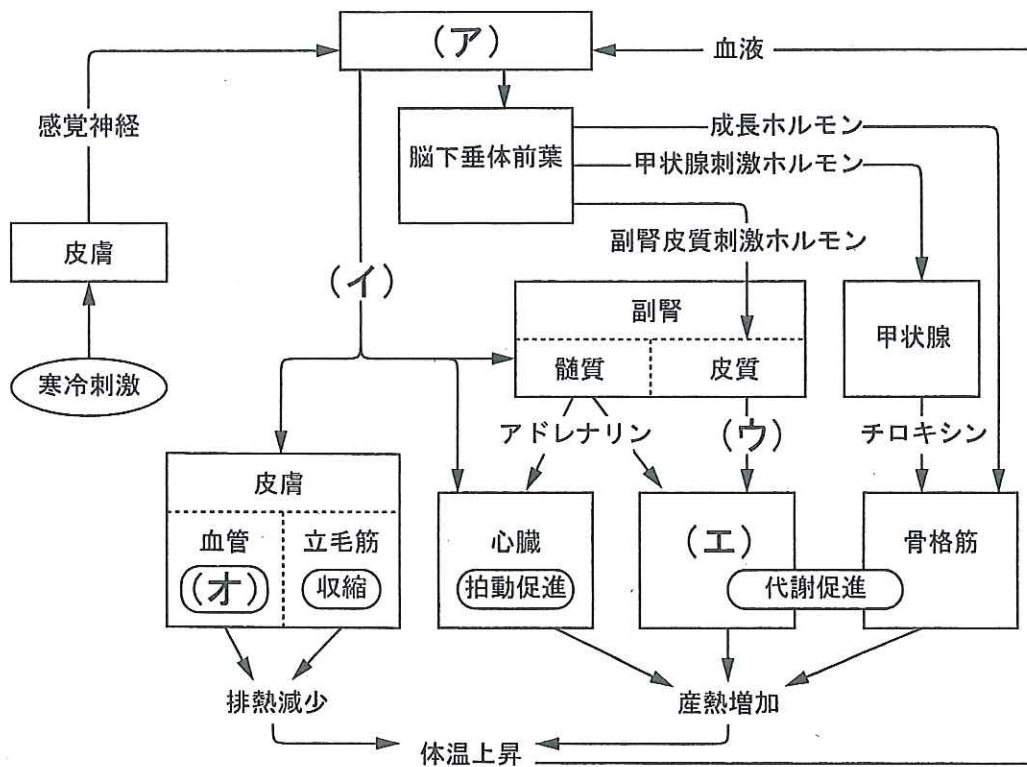 (ア)
血液
感覚神経
成長ホルモン
脳下垂体前葉
甲状腺刺激ホルモン
副腎皮質刺激ホルモン
皮膚
(イ)
副腎
甲状腺
寒冷刺激
髄質
皮質
アドレナリン
(ウ)
チロキシン
皮膚
血管
立毛筋
心臓
(エ)
骨格筋
(オ)
収縮
拍動促進
代謝促進
排熱減少
産熱増加
体温上昇